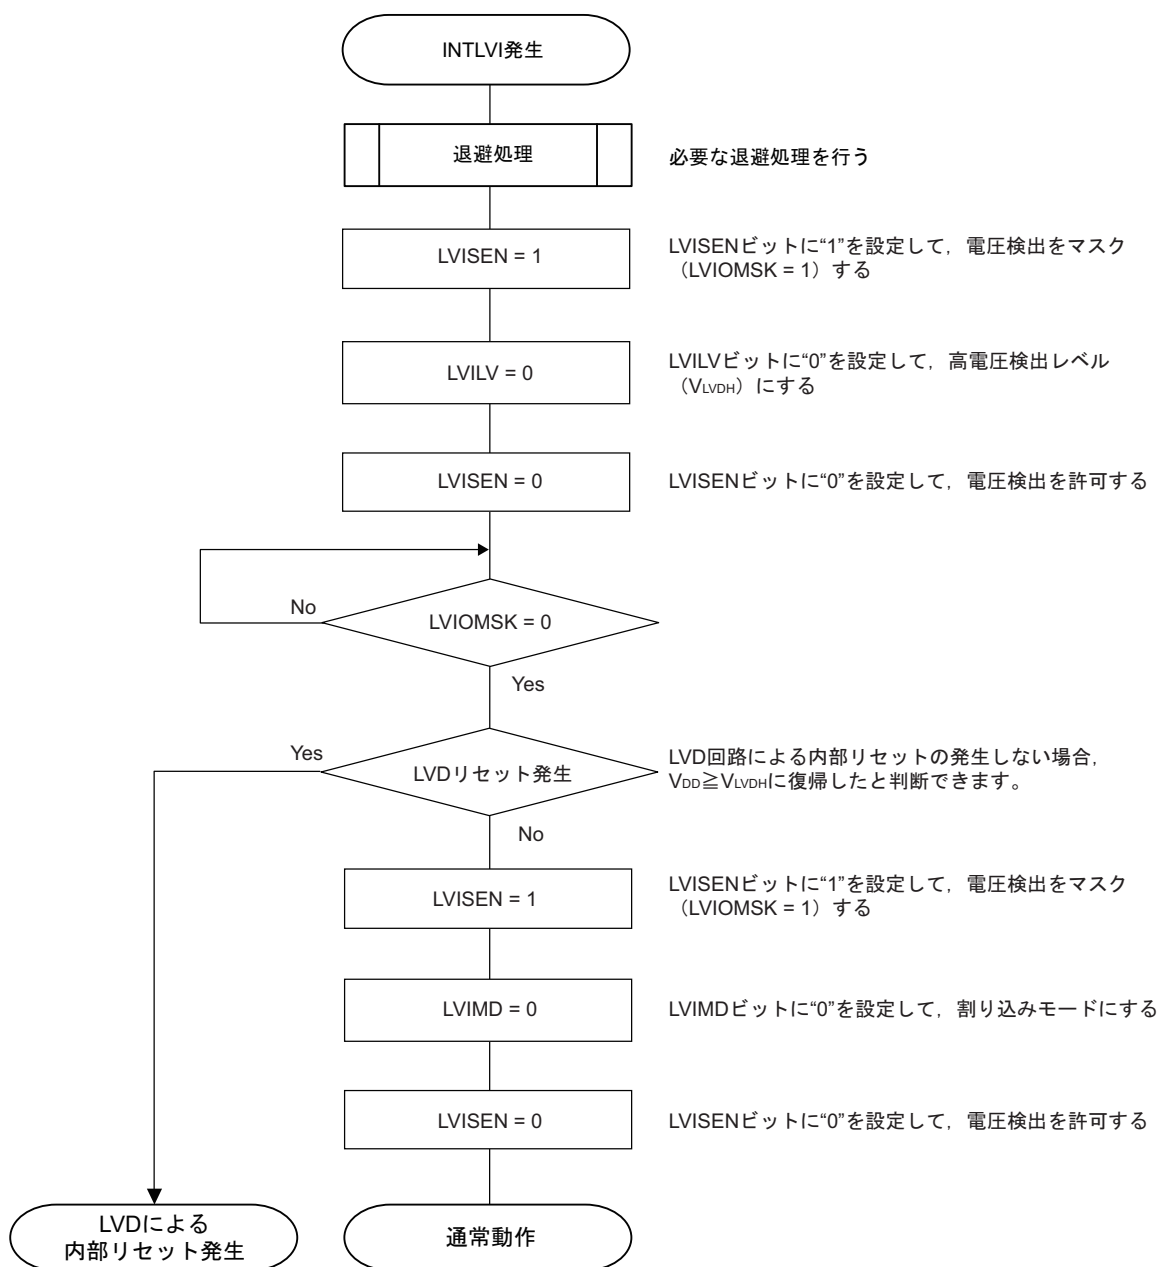 INTLVI発生
退避処理
必要な退避処理を行う
LVISEN = 1
LVISENビットに“1”を設定して，電圧検出をマスク
（LVIOMSK = 1）する
LVILV = 0
LVILVビットに“0”を設定して，高電圧検出レベル
（VLVDH）にする
LVISEN = 0
LVISENビットに“0”を設定して，電圧検出を許可する
No
LVIOMSK = 0
Yes
Yes
LVDリセット発生
LVD回路による内部リセットの発生しない場合，
VDD≧VLVDHに復帰したと判断できます。
No
LVISEN = 1
LVISENビットに“1”を設定して，電圧検出をマスク
（LVIOMSK = 1）する
LVIMD = 0
LVIMDビットに“0”を設定して，割り込みモードにする
LVISEN = 0
LVISENビットに“0”を設定して，電圧検出を許可する
LVDによる
内部リセット発生
通常動作